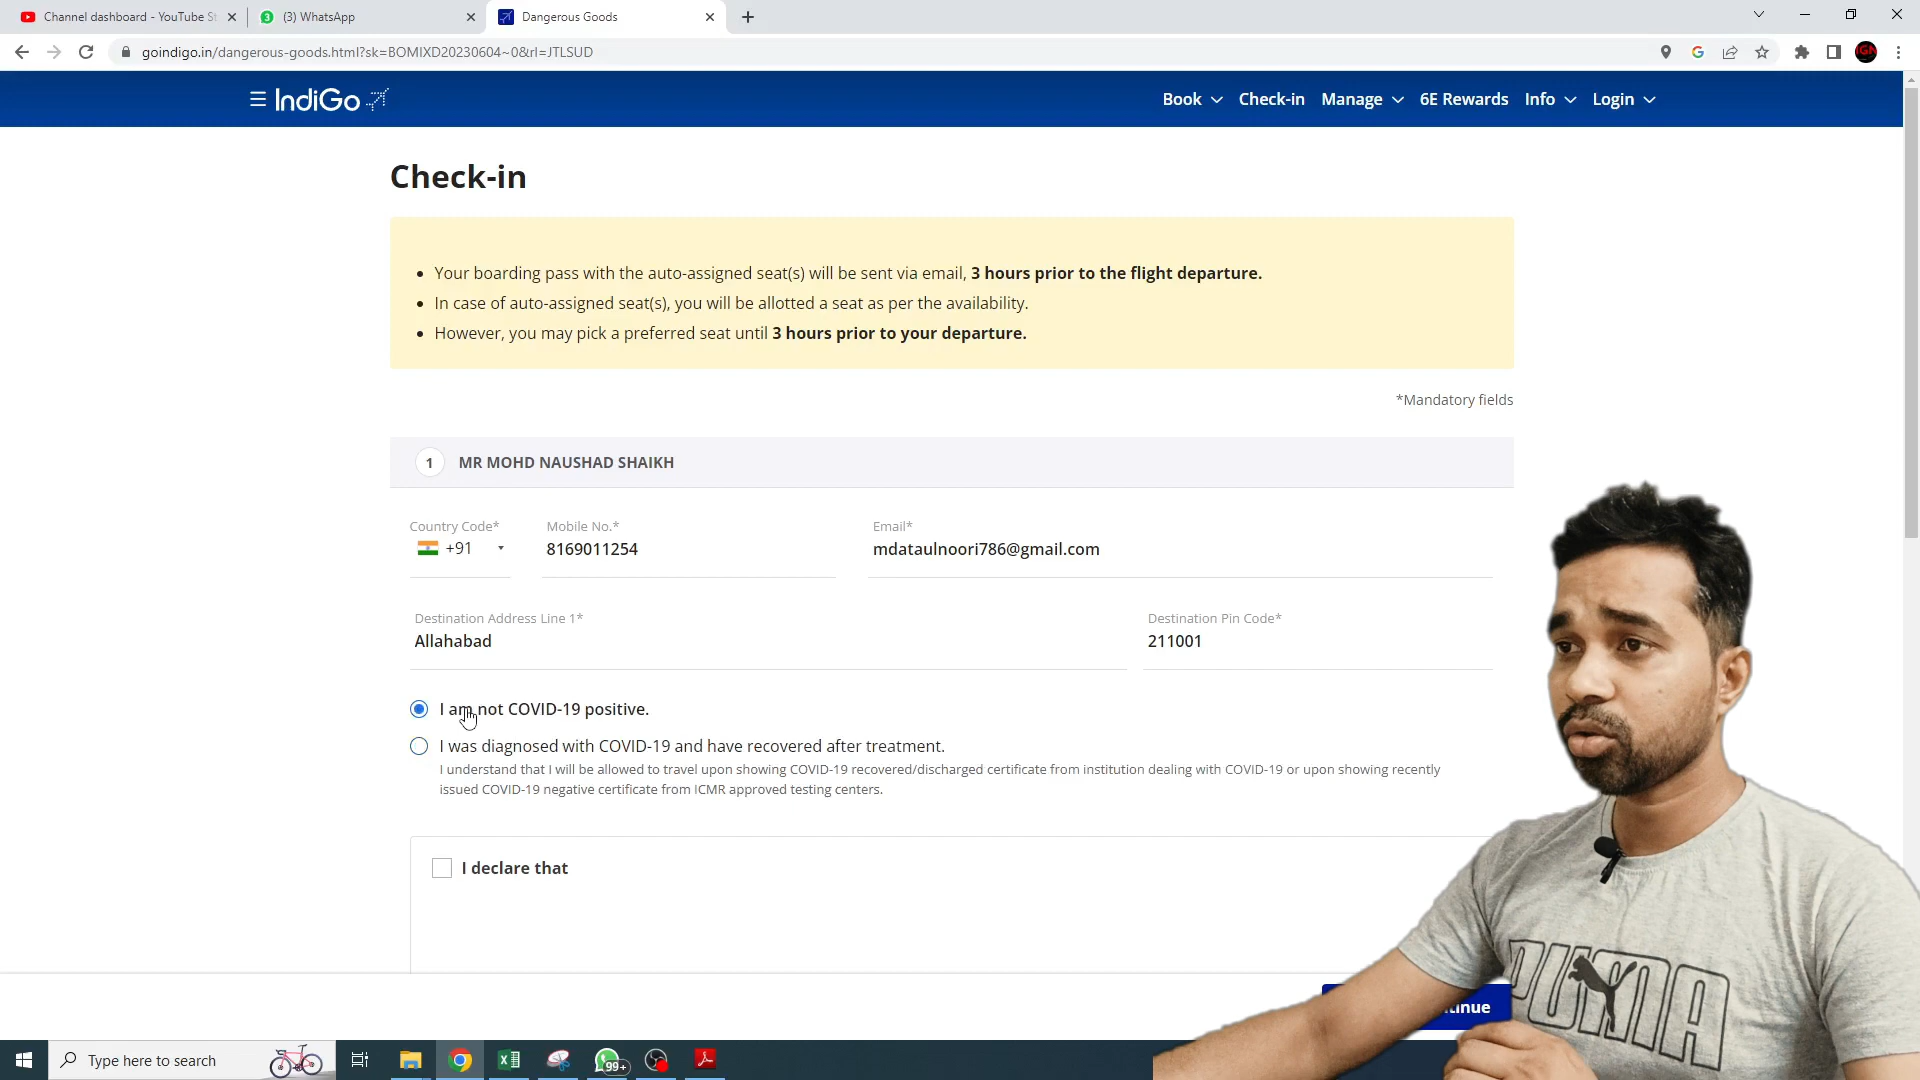 Channel dashboard - YouTube St
(3) WhatsApp
Dangerous Goods
goindigo.in/dangerous-goods.html?sk=BOMIXD20230604~0&rl=JTLSUD
IGN
IndiGo
Book
Check-in
Manage
6E Rewards
Info
Login
Check-in
Your boarding pass with the auto-assigned seat(s) will be sent via email, 3 hours prior to the flight departure.
In case of auto-assigned seat(s), you will be allotted a seat as per the availability.
However, you may pick a preferred seat until 3 hours prior to your departure.
*Mandatory fields
1 MR MOHD NAUSHAD SHAIKH
Country Code*
Mobile No.*
Email*
+91
8169011254
mdataulnoori786@gmail.com
Destination Address Line 1*
Destination Pin Code*
Allahabad
211001
I am not COVID-19 positive.
I was diagnosed with COVID-19 and have recovered after treatment.
I understand that I will be allowed to travel upon showing COVID-19 recovered/discharged certificate from institution dealing with COVID-19 or upon showing recently
issued COVID-19 negative certificate from ICMR approved testing centers.
I declare that
PUMA
Type here to search
99+